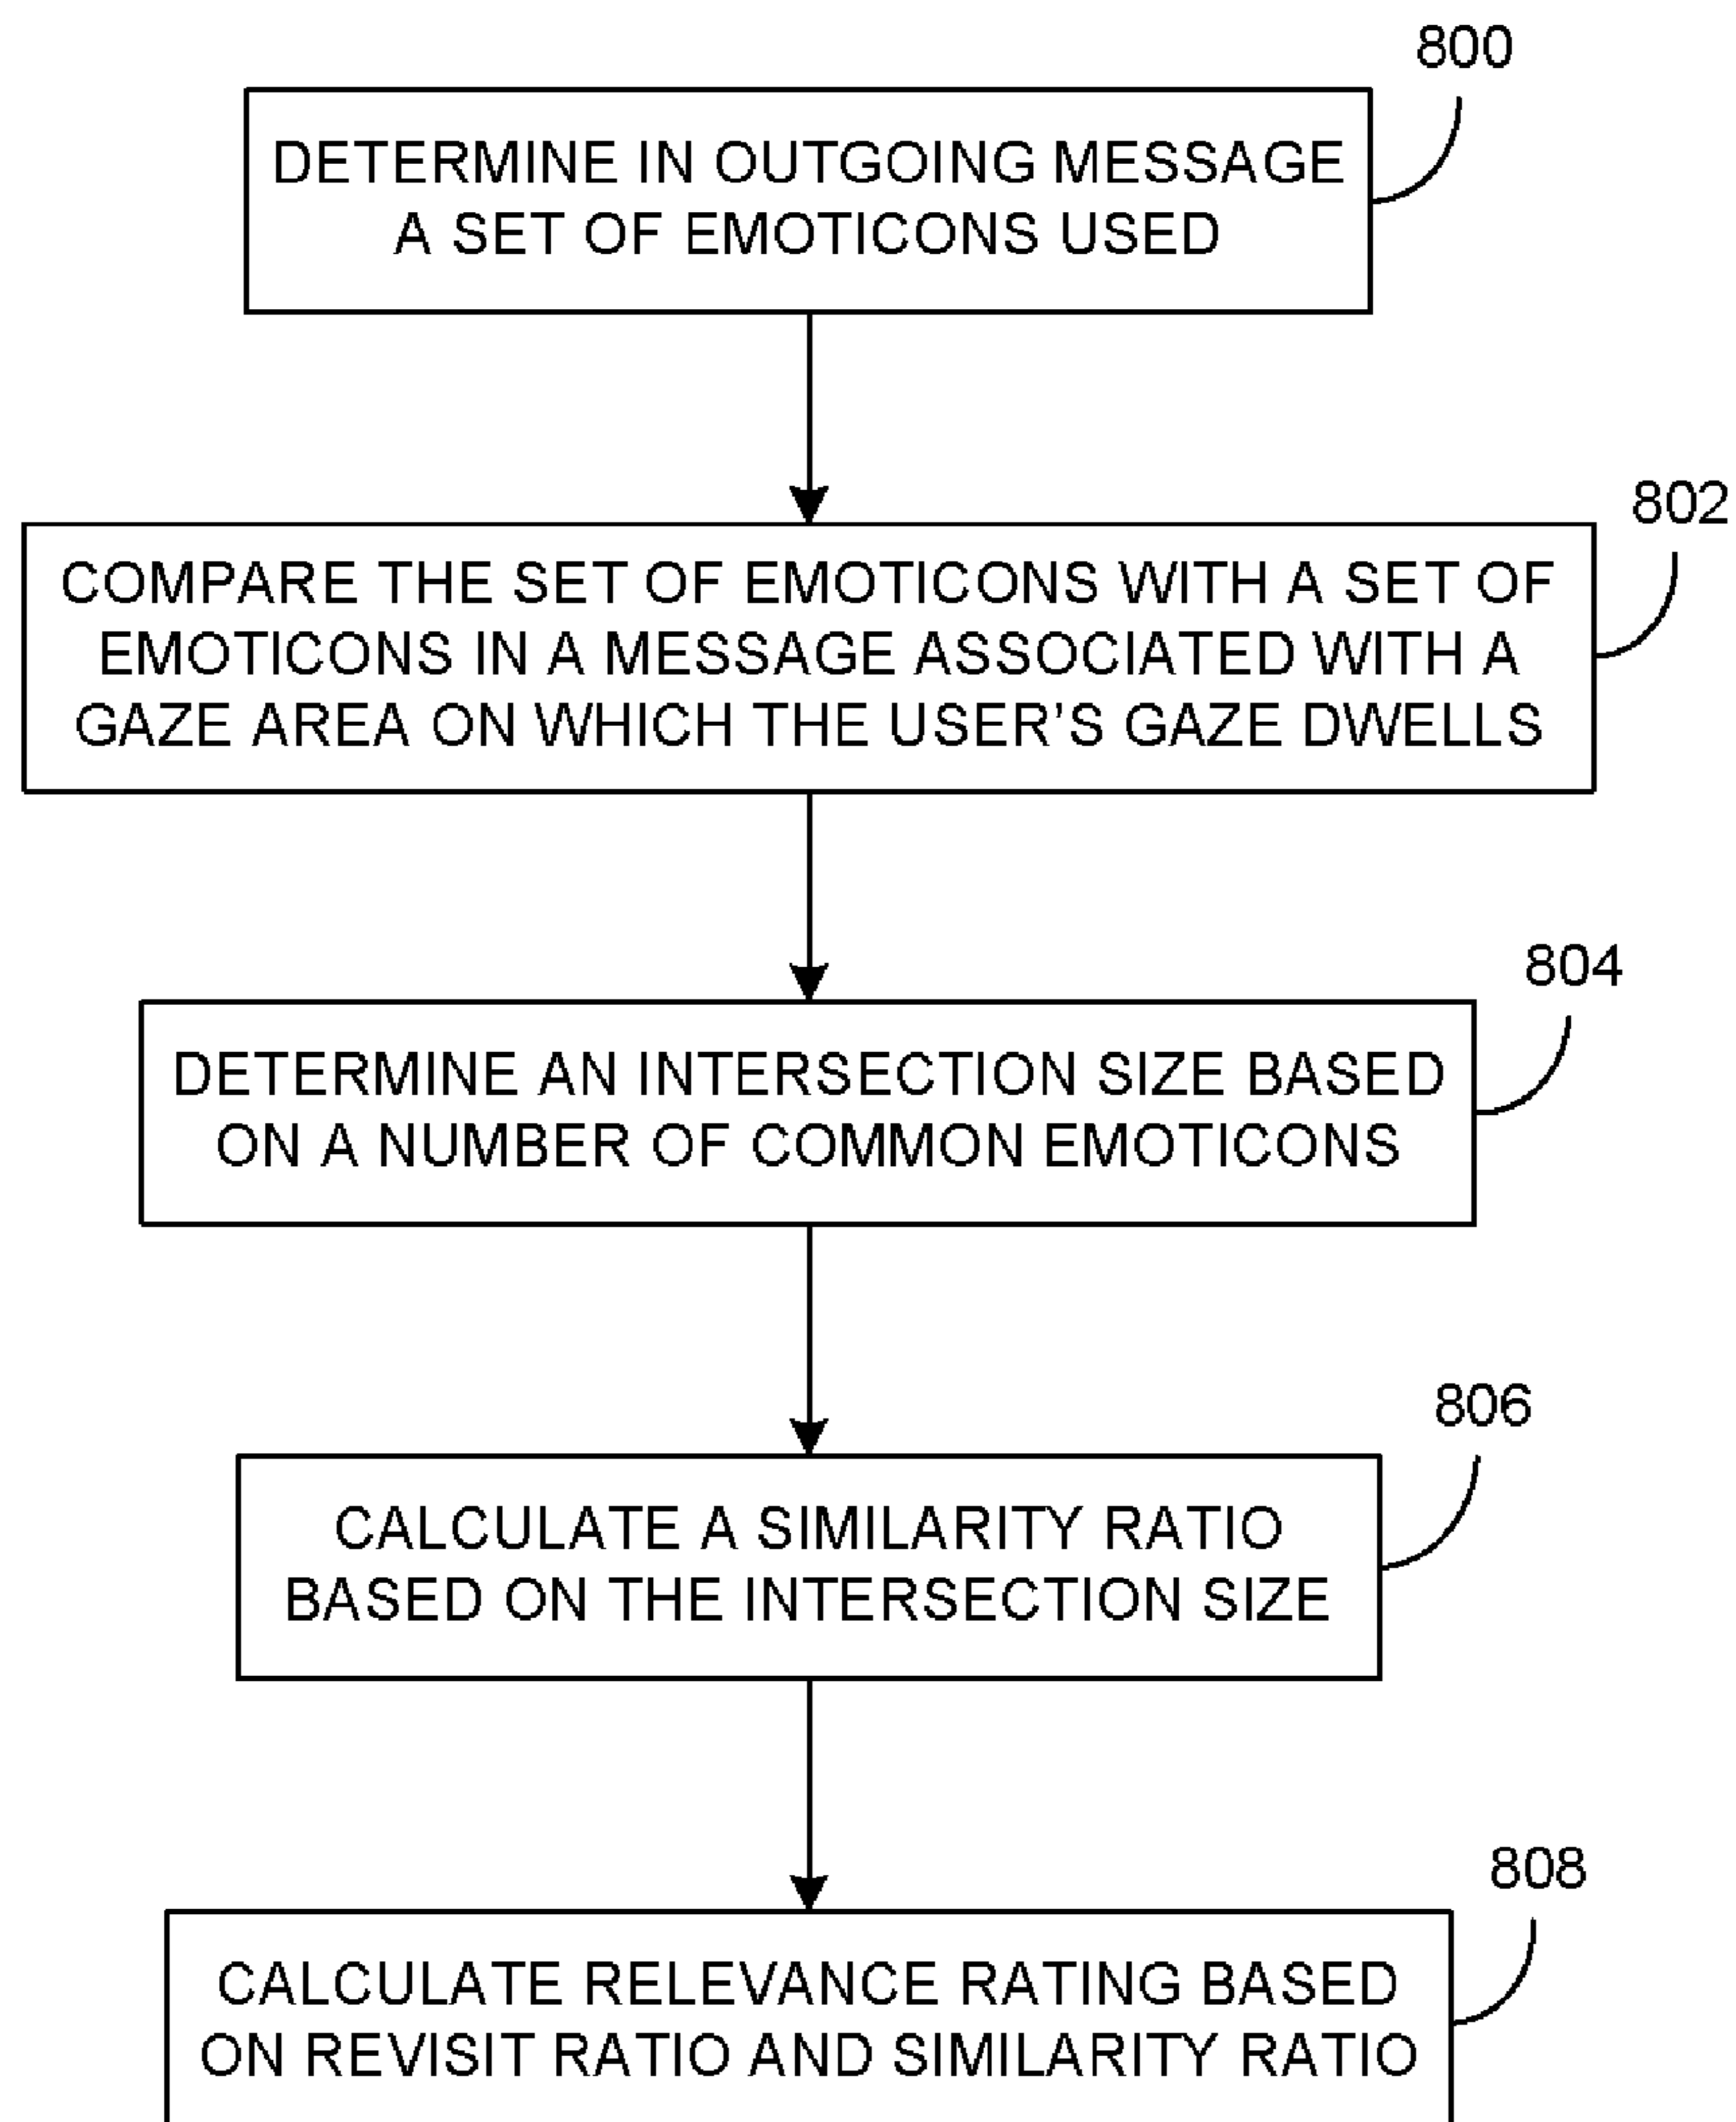 800
DETERMINE IN OUTGOING MESSAGE
A SET OF EMOTICONS USED
802
COMPARE THE SET OF EMOTICONS WITH A SET OF
EMOTICONS IN A MESSAGE ASSOCIATED WITH A
GAZE AREA ON WHICH THE USER'S GAZE DWELLS
804
DETERMINE AN INTERSECTION SIZE BASED
ON A NUMBER OF COMMON EMOTICONS
806
CALCULATE A SIMILARITY RATIO
BASED ON THE INTERSECTION SIZE
808
CALCULATE RELEVANCE RATING BASED
ON REVISIT RATIO AND SIMILARITY RATIO